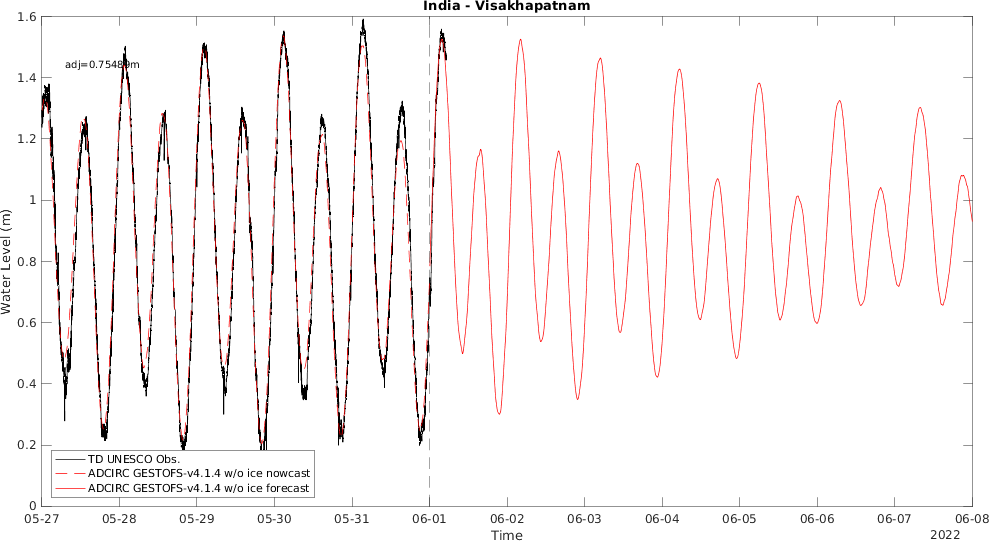 India - Visakhapatnam
1.6
1.4
1.2
1
0.8
0.6
0.4
0.2
0
Water Level (m)
adj=0.75489m
TD UNESCO Obs.
ADCIRC GESTOFS-v4.1.4 w/o ice nowcast
ADCIRC GESTOFS-v4.1.4 w/o ice forecast
05-27 05-28 05-29 05-30 05-31 06-01 06-02 06-03 06-04 06-05 06-06 06-07 06-08
Time
2022